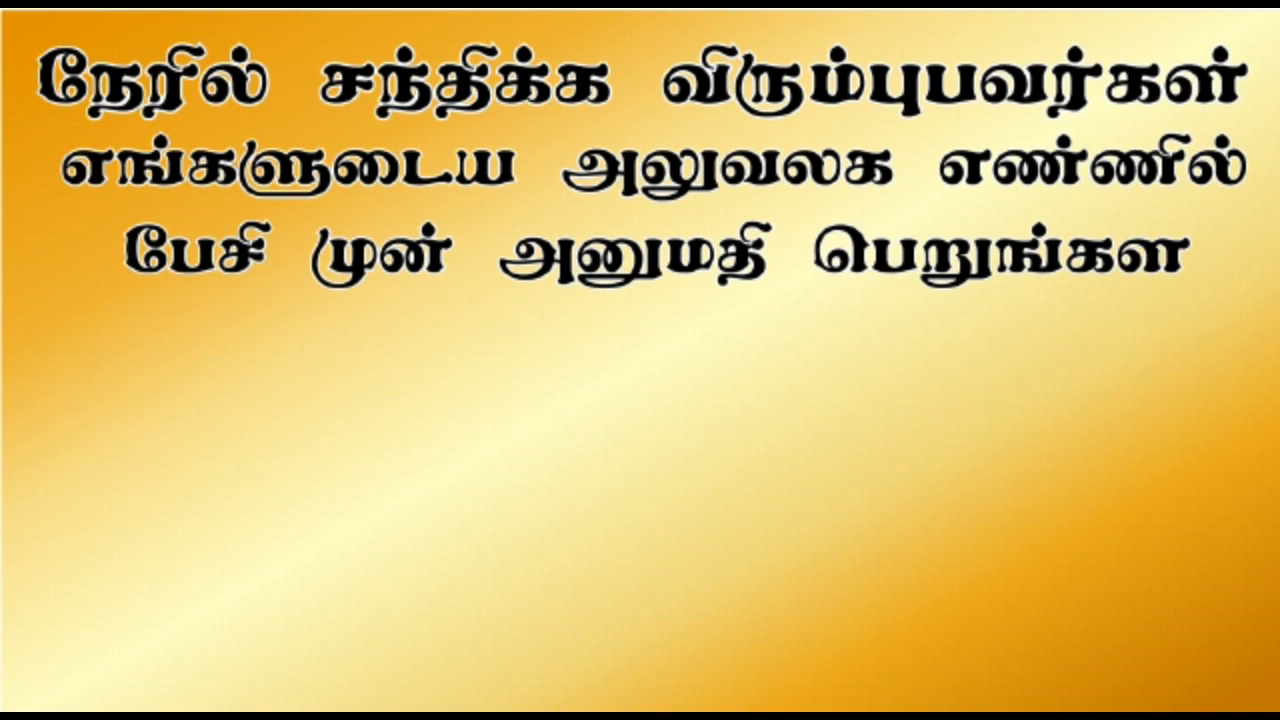 நேரில் சந்திக்க விரும்புபவர்கள்
எங்களுடைய அலுவலக எண்ணில்
பேசி முன் அனுமதி பெறுங்கள